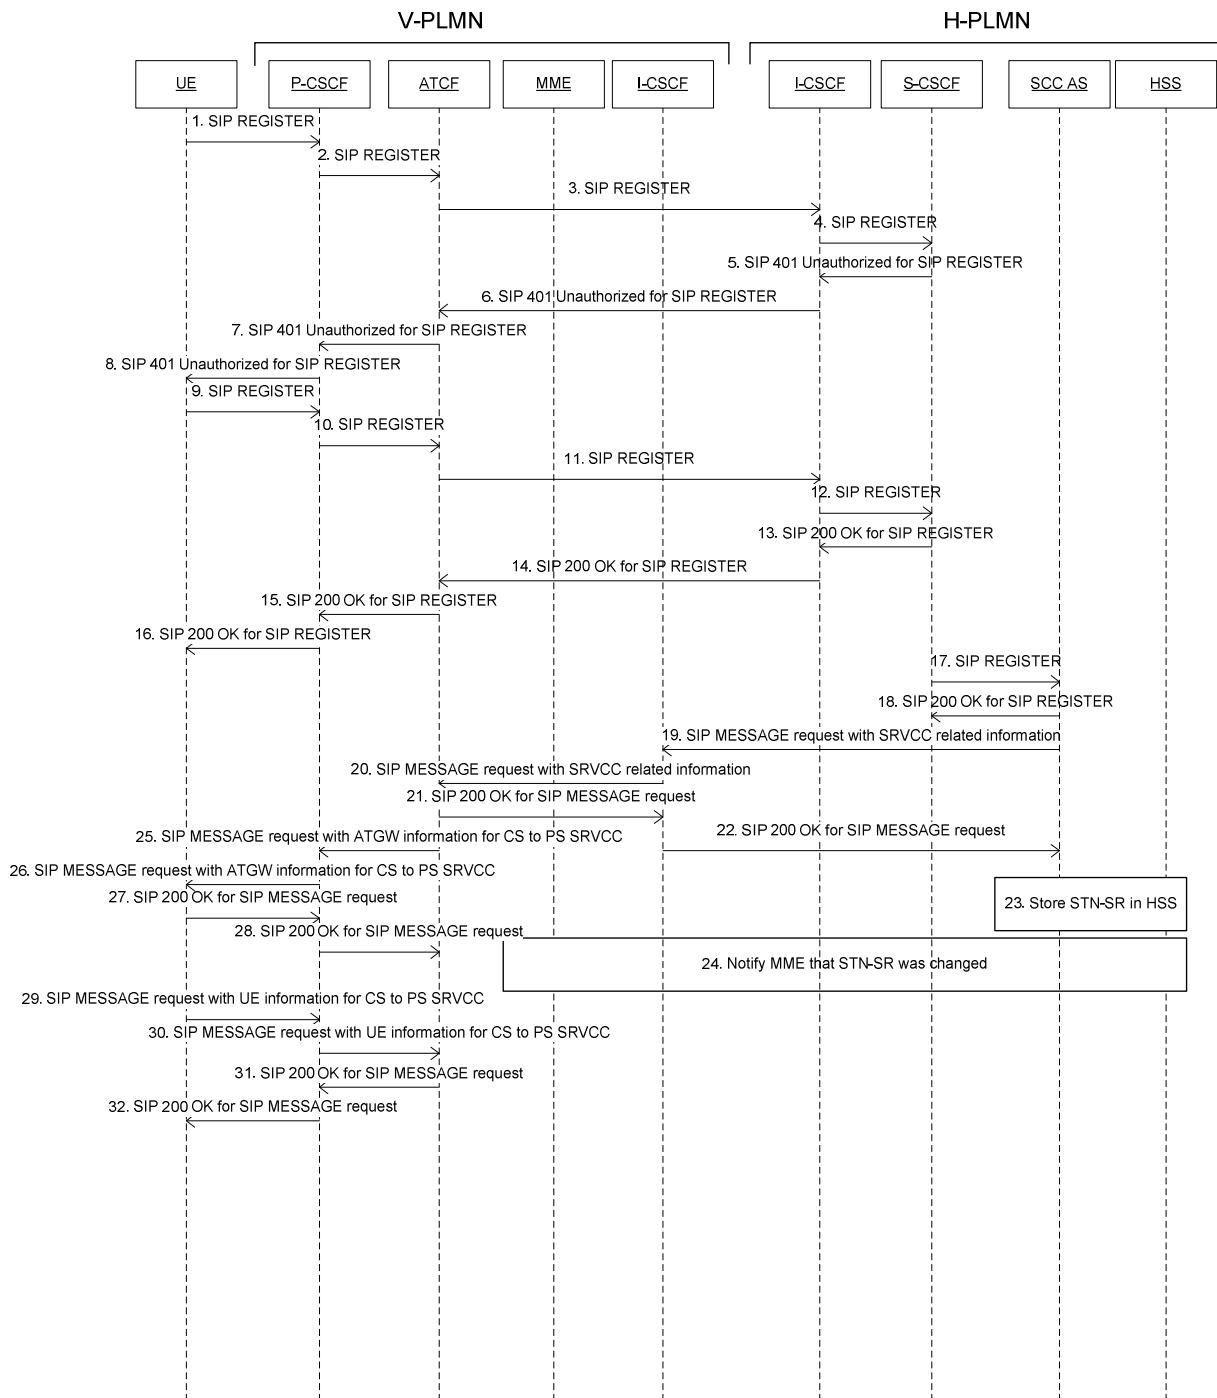 V-PLMN
H-PLMN
UE
P-CSCF
ATCF
MME
I-CSCF
I-CSCF
S-CSCF
SCC AS
HSS
1. SIP REGISTER
2. SIP REGISTER
3. SIP REGISTER
4. SIP REGISTER
5. SIP 401 Unauthorized for SIP REGISTER
6. SIP 401 Unauthorized for SIP REGISTER
7. SIP 401 Unauthorized for SIP REGISTER
8. SIP 401 Unauthorized for SIP REGISTER
9. SIP REGISTER
10. SIP REGISTER
11. SIP REGISTER
12. SIP REGISTER
13. SIP 200 OK for SIP REGISTER
14. SIP 200 OK for SIP REGISTER
15. SIP 200 OK for SIP REGISTER
16. SIP 200 OK for SIP REGISTER
17. SIP REGISTER
18. SIP 200 OK for SIP REGISTER
19. SIP MESSAGE request with SRVCC related information
20. SIP MESSAGE request with SRVCC related information
21. SIP 200 OK for SIP MESSAGE request
25. SIP MESSAGE request with ATGW information for CS to PS SRVCC
22. SIP 200 OK for SIP MESSAGE request
26. SIP MESSAGE request with ATGW information for CS to PS SRVCC
27. SIP 200 OK for SIP MESSAGE request
23. Store STN-SR in HSS
28. SIP 200 OK for SIP MESSAGE request
24. Notify MME that STN-SR was changed
29. SIP MESSAGE request with UE information for CS to PS SRVCC
30. SIP MESSAGE request with UE information for CS to PS SRVCC
31. SIP 200 OK for SIP MESSAGE request
32. SIP 200 OK for SIP MESSAGE request